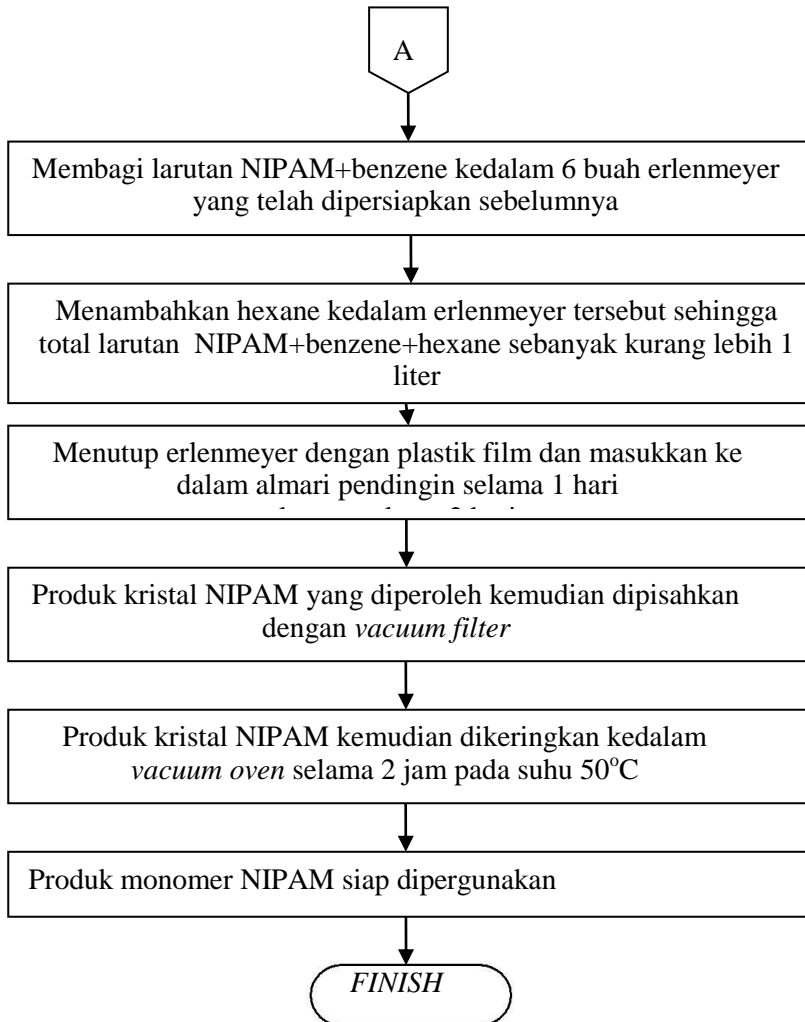 A
Membagi larutan NIPAM+benzene kedalam 6 buah erlenmeyer
yang telah dipersiapkan sebelumnya
Menambahkan hexane kedalam erlenmeyer tersebut sehingga
total larutan NIPAM+benzene+hexane sebanyak kurang lebih 1
liter
Menutup erlenmeyer dengan plastik film dan masukkan ke
dalam almari pendingin selama 1 hari
Produk kristal NIPAM yang diperoleh kemudian dipisahkan
dengan vacuum filter
Produk kristal NIPAM kemudian dikeringkan kedalam
vacuum oven selama 2 jam pada suhu 50°C
Produk monomer NIPAM siap dipergunakan
FINISH